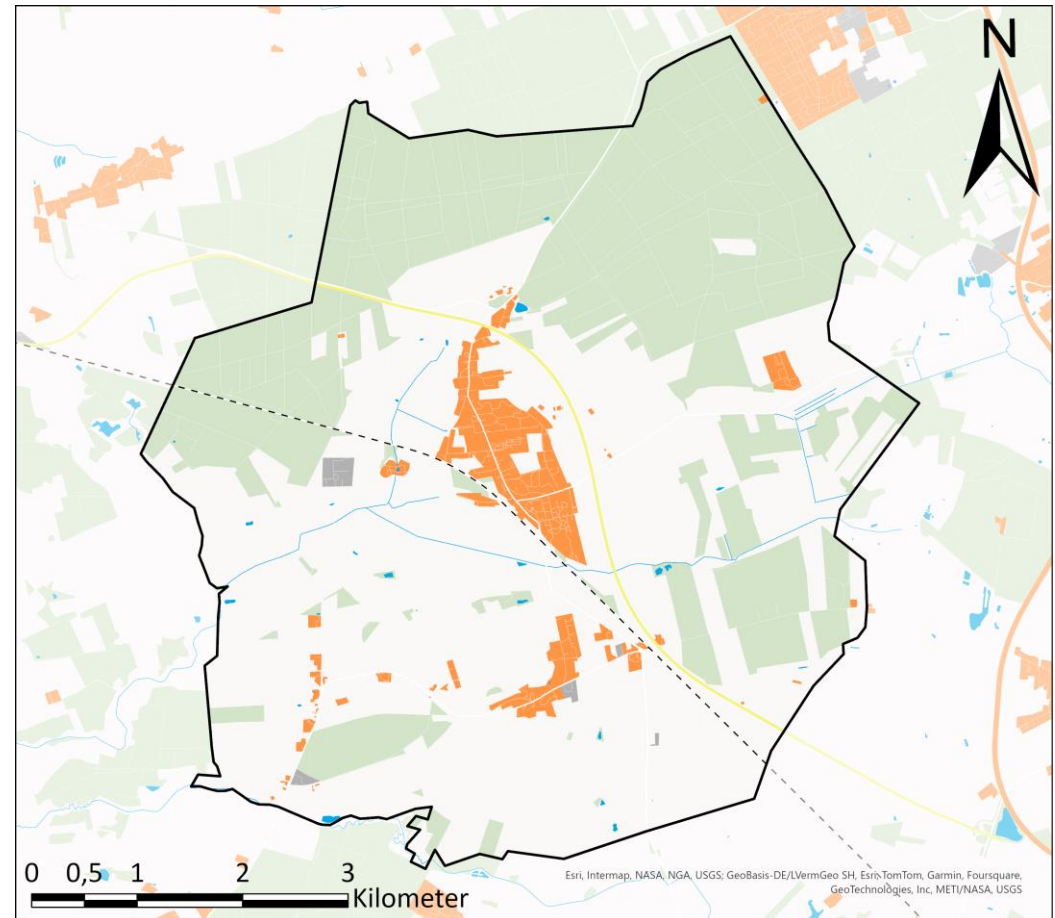 N
0 0,5 1 2 3
Kilometer
Esri, Intermap, NASA, NGA, USGS; GeoBasis-DE/LVermGeo SH, Esri, TomTom, Garmin, Foursquare,
GeoTechnologies, Inc, METI/NASA, USGS